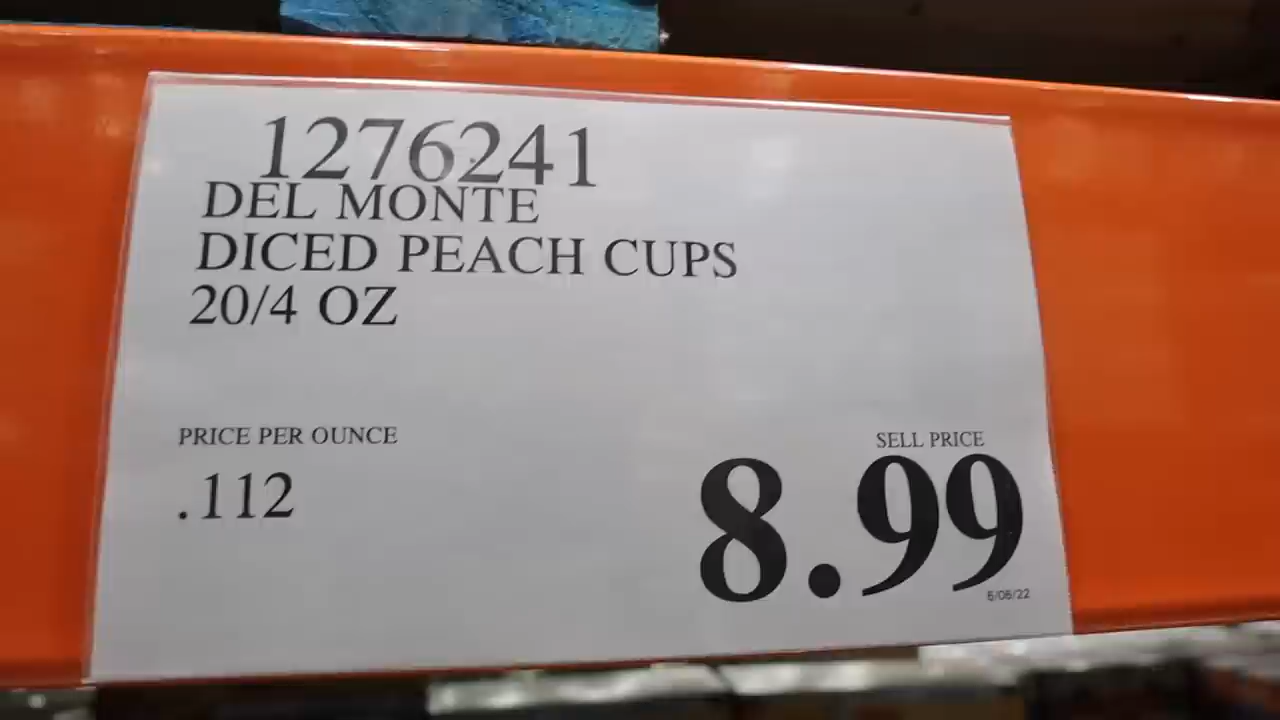 1276241
DEL MONTE
DICED PEACH CUPS
20/4 OZ
PRICE PER OUNCE
.112
SELL PRICE
8.99
6/06/22